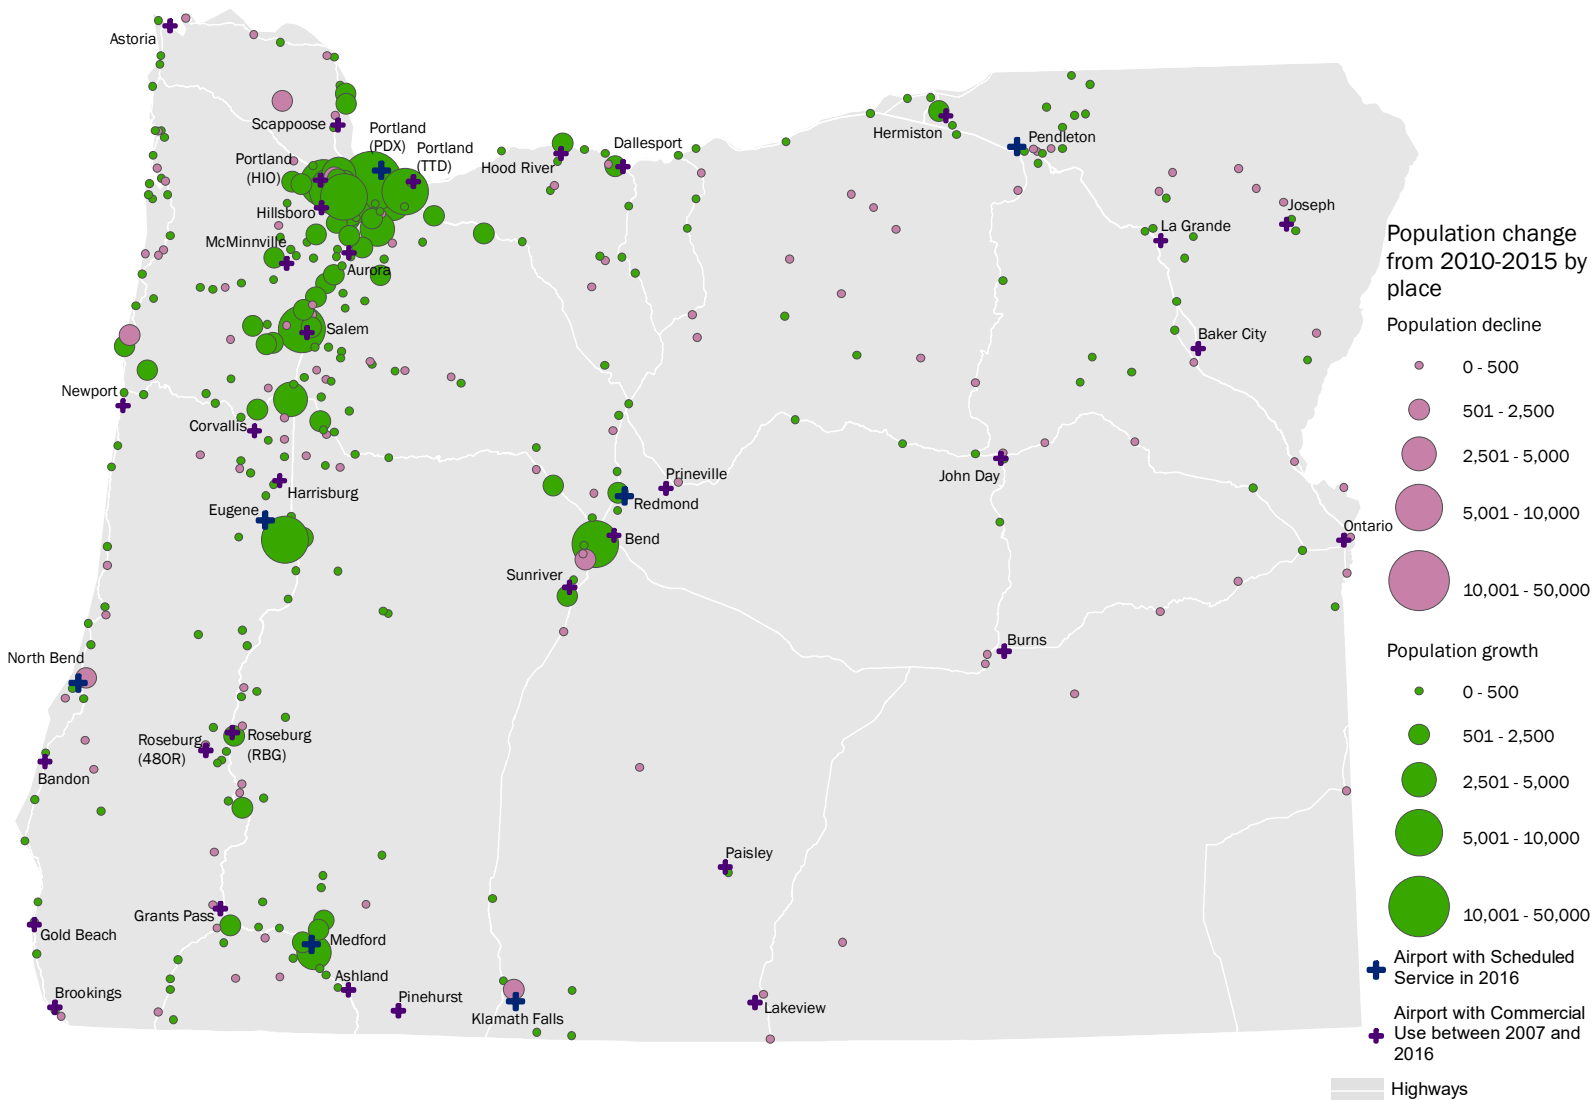 Astoria
Scappoose
Portland
(PDX)
Portland
(TTD)
Portland
(HIO)
Hillsboro
McMinnville
Aurora
Hood River
Dallesport
Hermiston
Pendleton
La Grande
Joseph
Salem
Baker City
Newport
Corvallis
Harrisburg
Eugene
Prineville
Redmond
Bend
Sunriver
John Day
Ontario
Burns
North Bend
Roseburg
(48OR)
Roseburg
(RBG)
Bandon
Paisley
Grants Pass
Gold Beach
Medford
Ashland
Brookings
Pinehurst
Klamath Falls
Lakeview
Population change
from 2010-2015 by
place
Population decline
0 - 500
501 - 2,500
2,501 - 5,000
5,001 - 10,000
10,001 - 50,000
Population growth
0 - 500
501 - 2,500
2,501 - 5,000
5,001 - 10,000
10,001 - 50,000
Airport with Scheduled
Service in 2016
Airport with Commercial
Use between 2007 and
2016
Highways